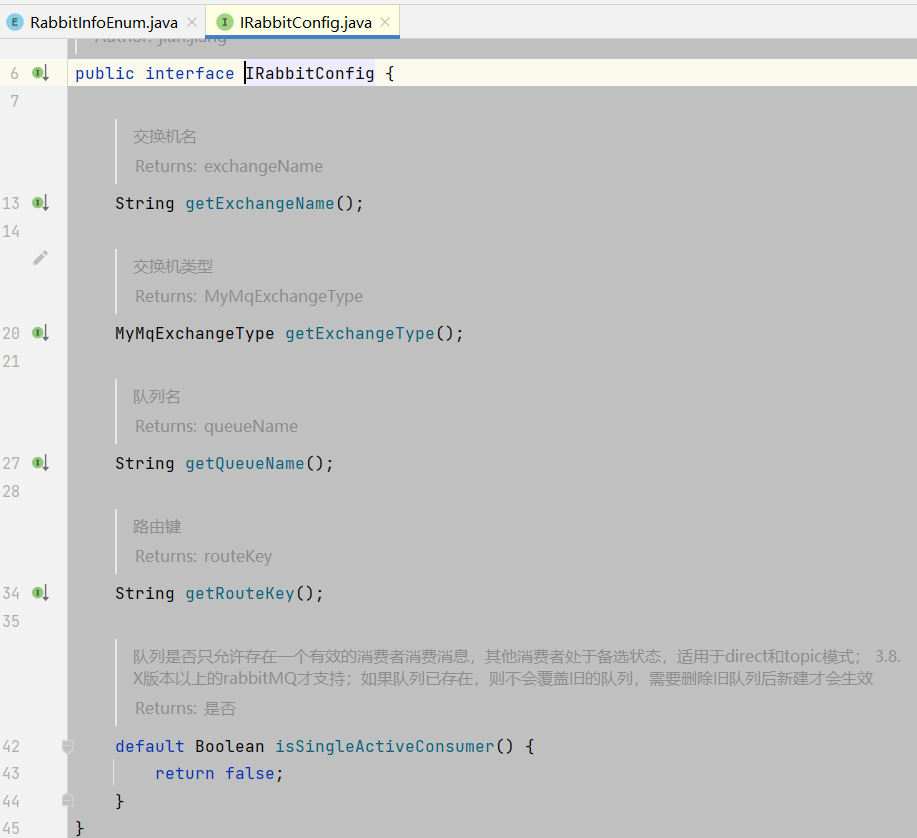 E RabbitInfoEnum.java × I IRabbitConfig.java ×
Author: jian.jiang
6 public interface IRabbitConfig {
7
交换机名
Returns: exchangeName
13 String getExchangeName();
14
交换机类型
Returns: MyMqExchangeType
20 MyMqExchangeType getExchangeType();
21
队列名
Returns: queueName
27 String getQueueName();
28
路由键
Returns: routeKey
34 String getRouteKey();
35
队列是否只允许存在一个有效的消费者消费消息，其他消费者处于备选状态，适用于direct和topic模式； 3.8.
X版本以上的rabbitMQ才支持；如果队列已存在，则不会覆盖旧的队列，需要删除旧队列后新建才会生效
Returns: 是否
42 default Boolean isSingleActiveConsumer() {
43 return false;
44 }
45 }